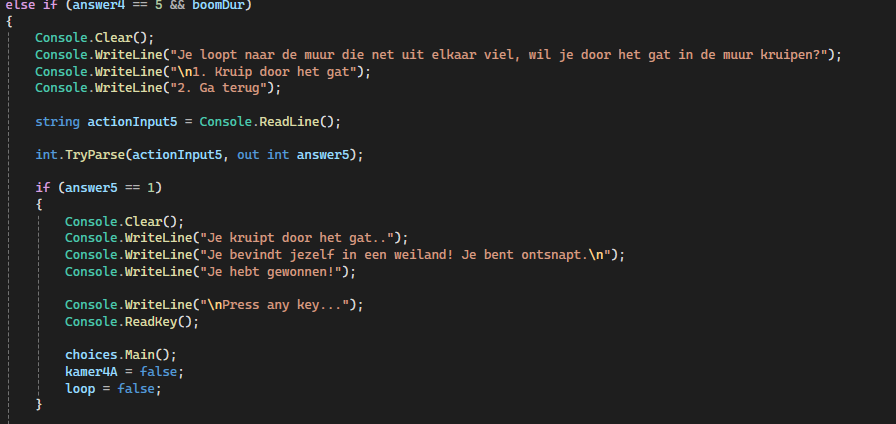 else if (answer4 == 5 && boomDur)
{
Console.Clear();
Console.WriteLine("Je loopt naar de muur die net uit elkaar viel, wil je door het gat in de muur kruipen?");
Console.WriteLine("\n1. Kruip door het gat");
Console.WriteLine("2. Ga terug");
string actionInput5 = Console.ReadLine();
int.TryParse(actionInput5, out int answer5);
if (answer5 == 1)
{
Console.Clear();
Console.WriteLine("Je kruipt door het gat..");
Console.WriteLine("Je bevindt jezelf in een weiland! Je bent ontsnapt.\n");
Console.WriteLine("Je hebt gewonnen!");
Console.WriteLine("\nPress any key...");
Console.ReadKey();
choices.Main();
kamer4A = false;
loop = false;
}